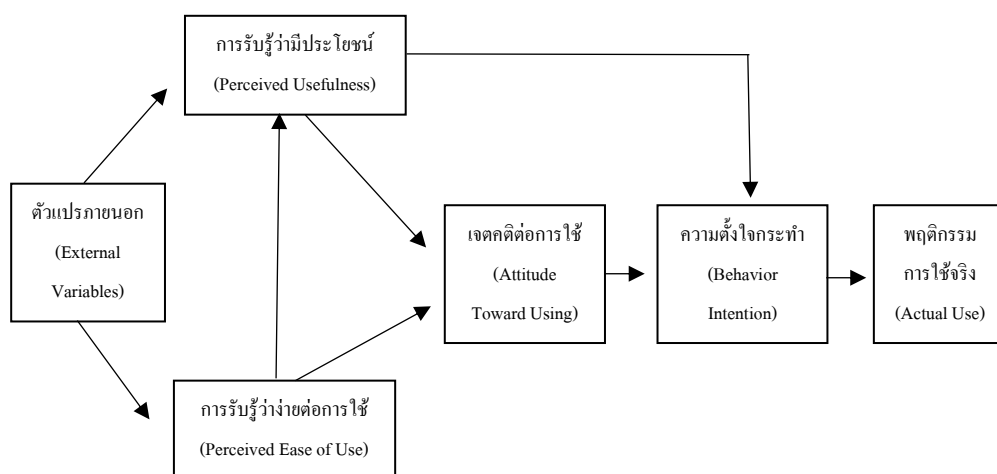 การรับรู้ว่ามีประโยชน์
(Perceived Usefulness)
ตัวแปรภายนอก
(External
Variables)
เจตคติต่อการใช้
(Attitude
Toward Using)
ความตั้งใจกระทำ
(Behavior
Intention)
พฤติกรรม
การใช้จริง
(Actual Use)
การรับรู้ว่าง่ายต่อการใช้
(Perceived Ease of Use)